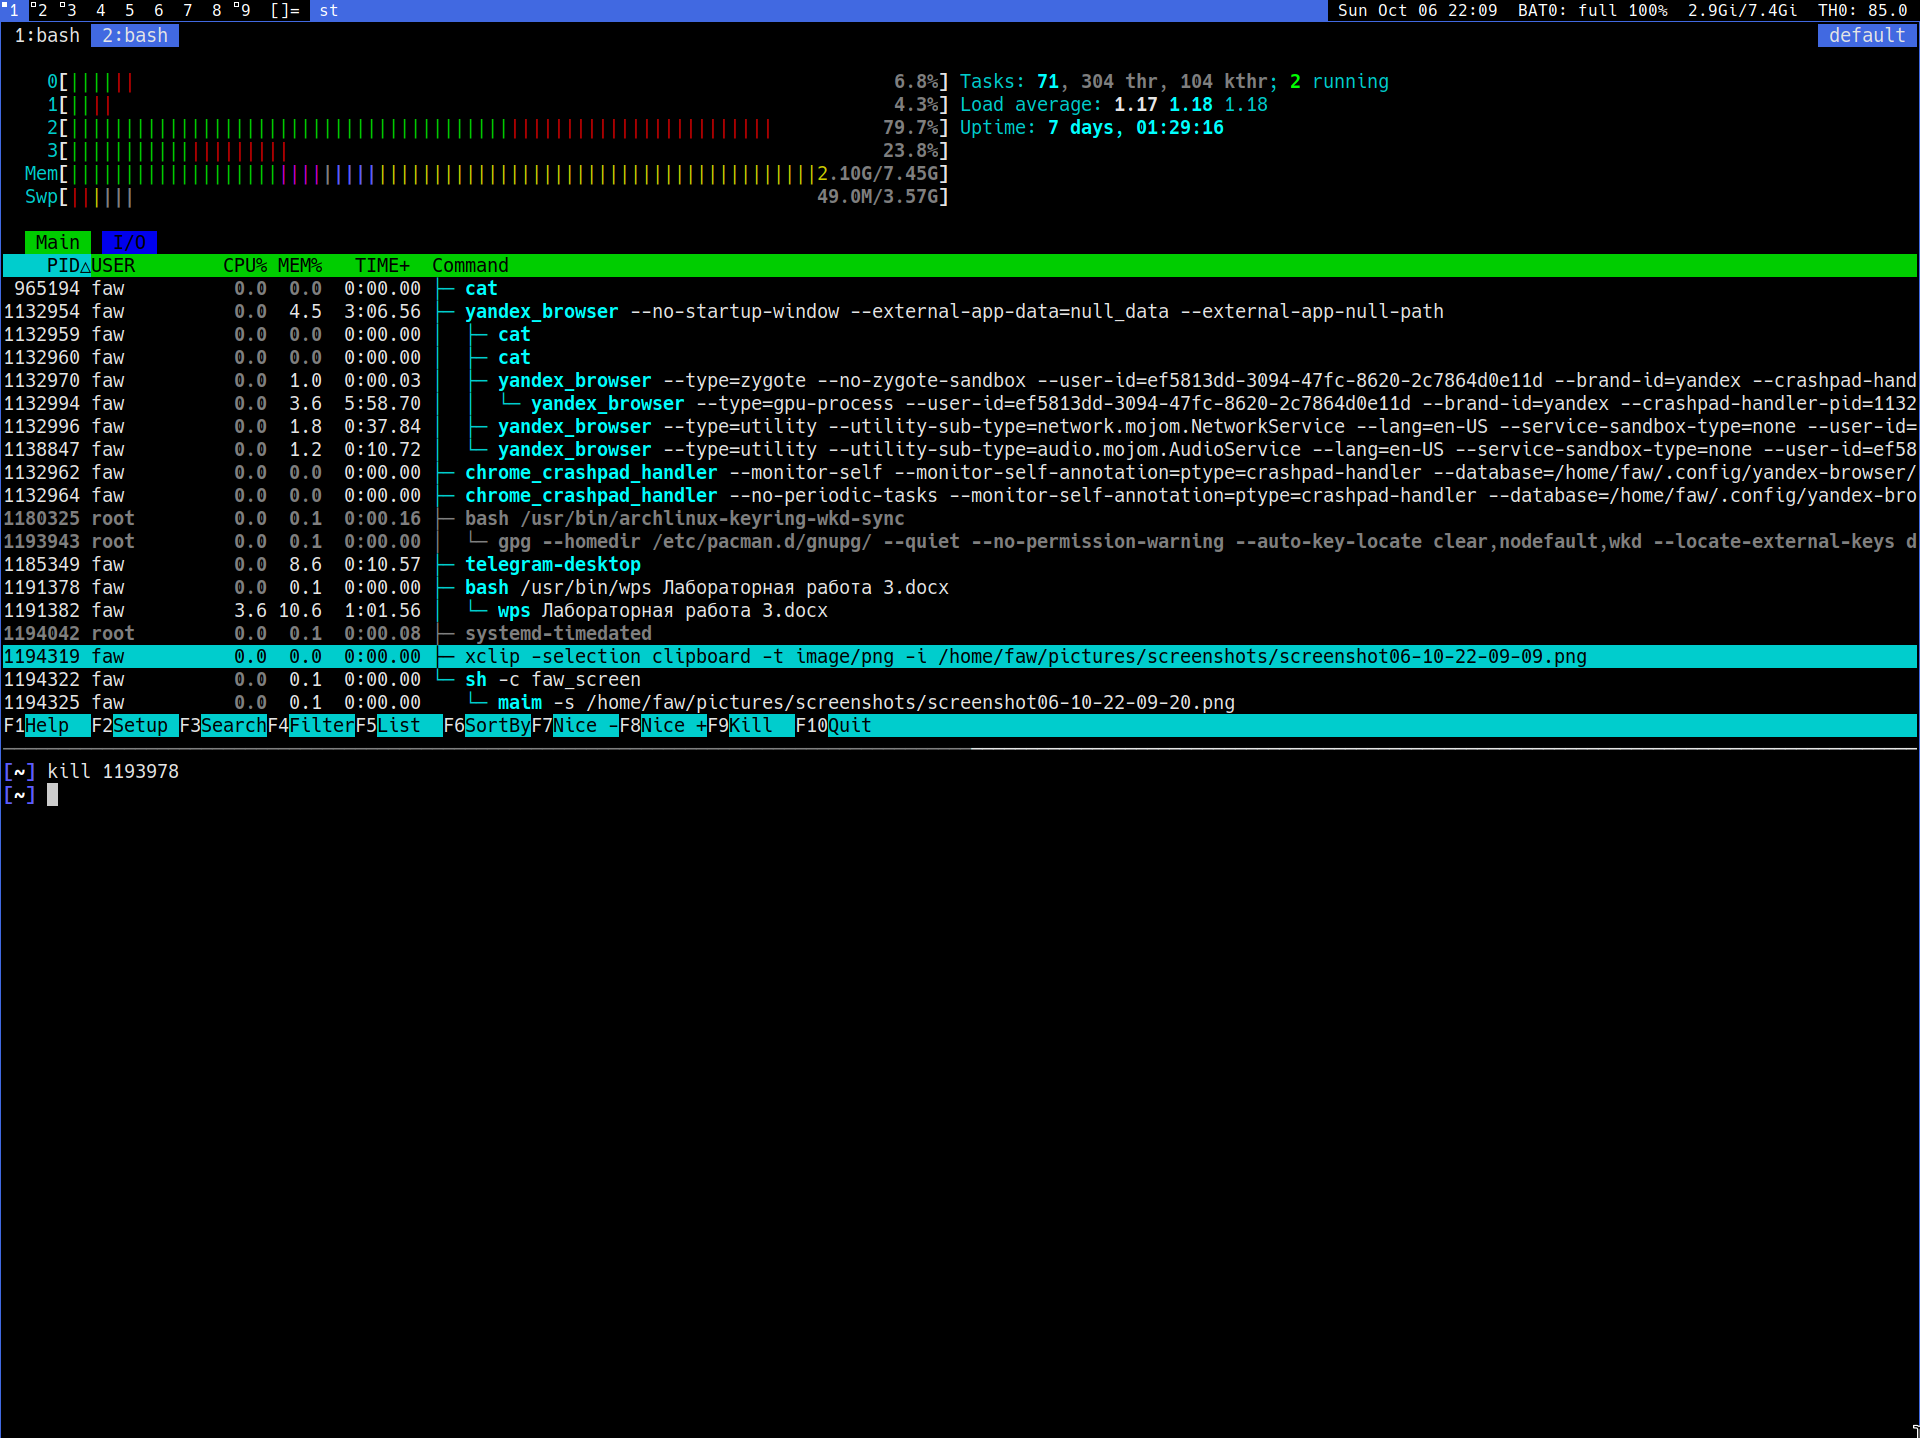 1 2 3 4 5 6 7 8 9 []= st Sun Oct 06 22:09 BAT0: full 100% 2.9Gi/7.4Gi TH0: 85.0
1:bash 2:bash default
0[|||||| 6.8%] Tasks: 71, 304 thr, 104 kthr; 2 running
1[|||| 4.3%] Load average: 1.17 1.18 1.18
2[|||||||||||||||||||||||||||||||||||||||||||||||||||||||||||||||| 79.7%] Uptime: 7 days, 01:29:16
3[|||||||||||||||||||| 23.8%]
Mem[||||||||||||||||||||||||||||||||||||||||||||||||||||||||||||||||||||2.10G/7.45G]
Swp[|||||| 49.0M/3.57G]
Main I/O
PID△USER CPU% MEM% TIME+ Command
965194 faw 0.0 0.0 0:00.00 ├─ cat
1132954 faw 0.0 4.5 3:06.56 ├─ yandex_browser --no-startup-window --external-app-data=null_data --external-app-null-path
1132959 faw 0.0 0.0 0:00.00 │ ├─ cat
1132960 faw 0.0 0.0 0:00.00 │ ├─ cat
1132970 faw 0.0 1.0 0:00.03 │ ├─ yandex_browser --type=zygote --no-zygote-sandbox --user-id=ef5813dd-3094-47fc-8620-2c7864d0e11d --brand-id=yandex --crashpad-hand
1132994 faw 0.0 3.6 5:58.70 │ │ └─ yandex_browser --type=gpu-process --user-id=ef5813dd-3094-47fc-8620-2c7864d0e11d --brand-id=yandex --crashpad-handler-pid=1132
1132996 faw 0.0 1.8 0:37.84 │ ├─ yandex_browser --type=utility --utility-sub-type=network.mojom.NetworkService --lang=en-US --service-sandbox-type=none --user-id=
1138847 faw 0.0 1.2 0:10.72 │ └─ yandex_browser --type=utility --utility-sub-type=audio.mojom.AudioService --lang=en-US --service-sandbox-type=none --user-id=ef58
1132962 faw 0.0 0.0 0:00.00 ├─ chrome_crashpad_handler --monitor-self --monitor-self-annotation=ptype=crashpad-handler --database=/home/faw/.config/yandex-browser/
1132964 faw 0.0 0.0 0:00.00 ├─ chrome_crashpad_handler --no-periodic-tasks --monitor-self-annotation=ptype=crashpad-handler --database=/home/faw/.config/yandex-bro
1180325 root 0.0 0.1 0:00.16 ├─ bash /usr/bin/archlinux-keyring-wkd-sync
1193943 root 0.0 0.1 0:00.00 │ └─ gpg --homedir /etc/pacman.d/gnupg/ --quiet --no-permission-warning --auto-key-locate clear,nodefault,wkd --locate-external-keys d
1185349 faw 0.0 8.6 0:10.57 ├─ telegram-desktop
1191378 faw 0.0 0.1 0:00.00 ├─ bash /usr/bin/wps Лабораторная работа 3.docx
1191382 faw 3.6 10.6 1:01.56 │ └─ wps Лабораторная работа 3.docx
1194042 root 0.0 0.1 0:00.08 ├─ systemd-timedated
1194319 faw 0.0 0.0 0:00.00 ├─ xclip -selection clipboard -t image/png -i /home/faw/pictures/screenshots/screenshot06-10-22-09-09.png
1194322 faw 0.0 0.1 0:00.00 └─ sh -c faw_screen
1194325 faw 0.0 0.1 0:00.00 └─ maim -s /home/faw/pictures/screenshots/screenshot06-10-22-09-20.png
F1Help F2Setup F3SearchF4FilterF5List F6SortByF7Nice -F8Nice +F9Kill F10Quit
[~] kill 1193978
[~]